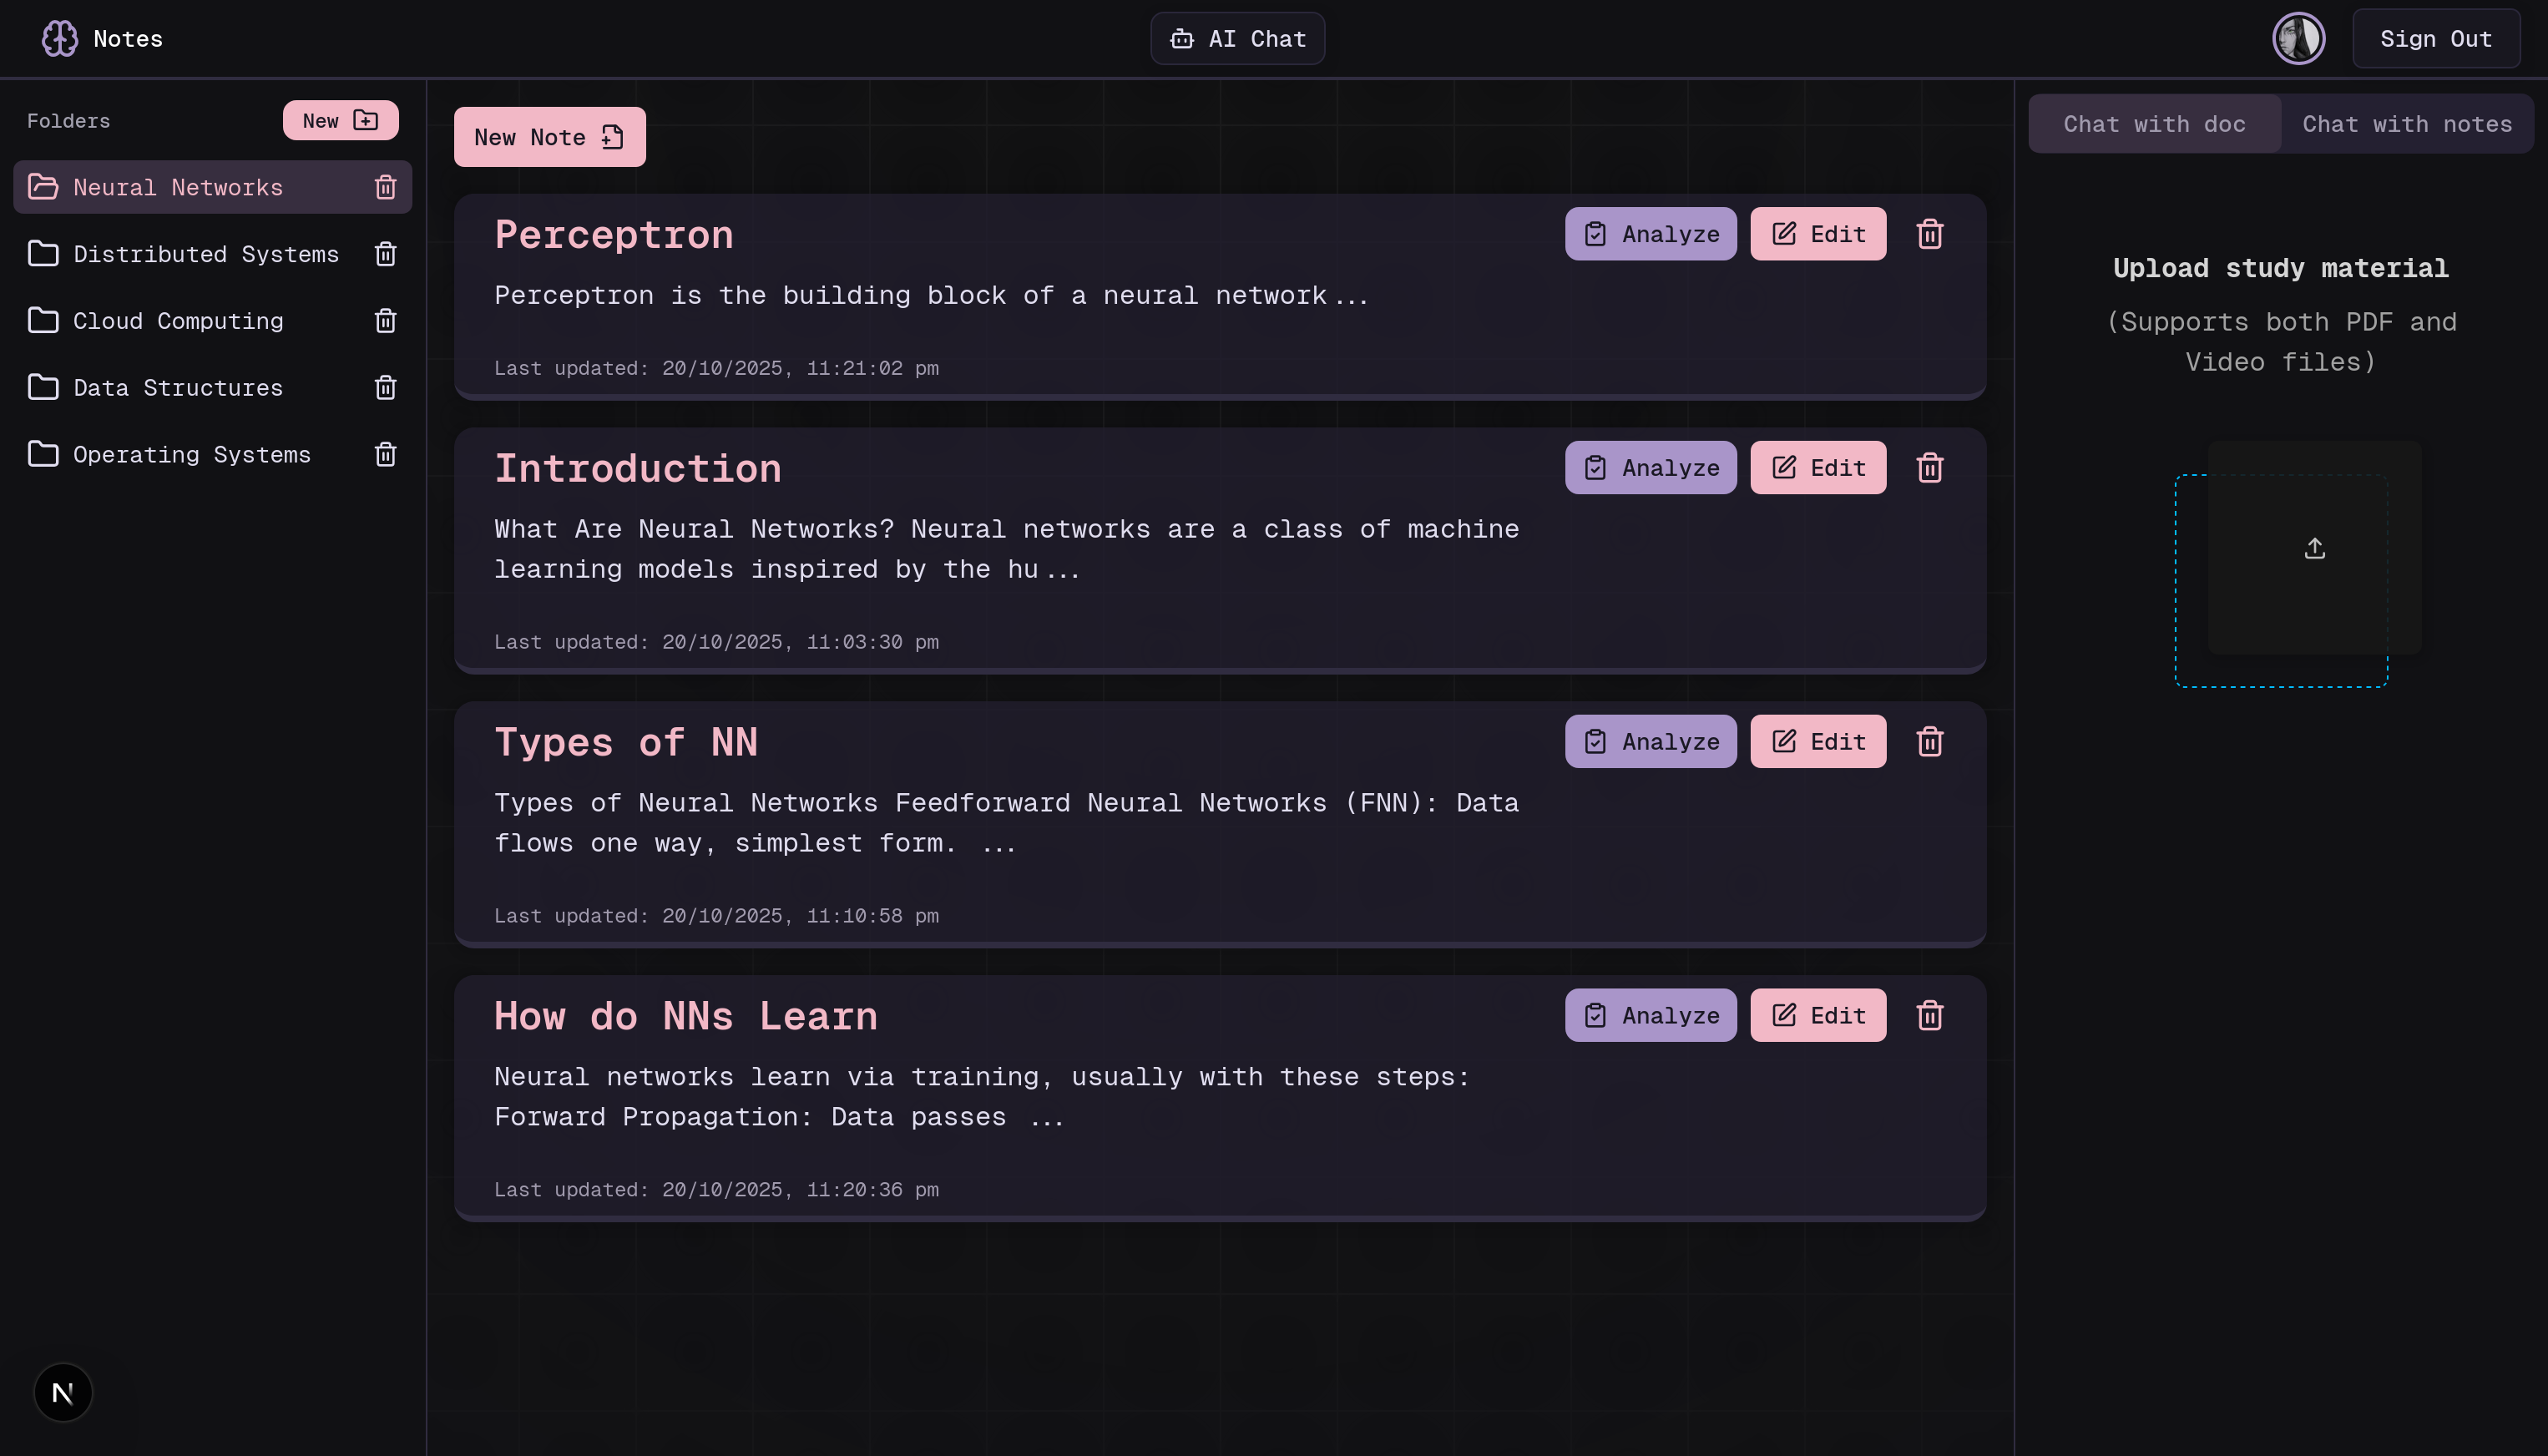 Notes
AI Chat
Sign Out
Folders
New
Neural Networks
Distributed Systems
Cloud Computing
Data Structures
Operating Systems
New Note
Perceptron
Analyze
Edit
Perceptron is the building block of a neural network...
Last updated: 20/10/2025, 11:21:02 pm
Introduction
Analyze
Edit
What Are Neural Networks? Neural networks are a class of machine
learning models inspired by the hu...
Last updated: 20/10/2025, 11:03:30 pm
Types of NN
Analyze
Edit
Types of Neural Networks Feedforward Neural Networks (FNN): Data
flows one way, simplest form. ...
Last updated: 20/10/2025, 11:10:58 pm
How do NNs Learn
Analyze
Edit
Neural networks learn via training, usually with these steps:
Forward Propagation: Data passes ...
Last updated: 20/10/2025, 11:20:36 pm
Chat with doc
Chat with notes
Upload study material
(Supports both PDF and
Video files)
N